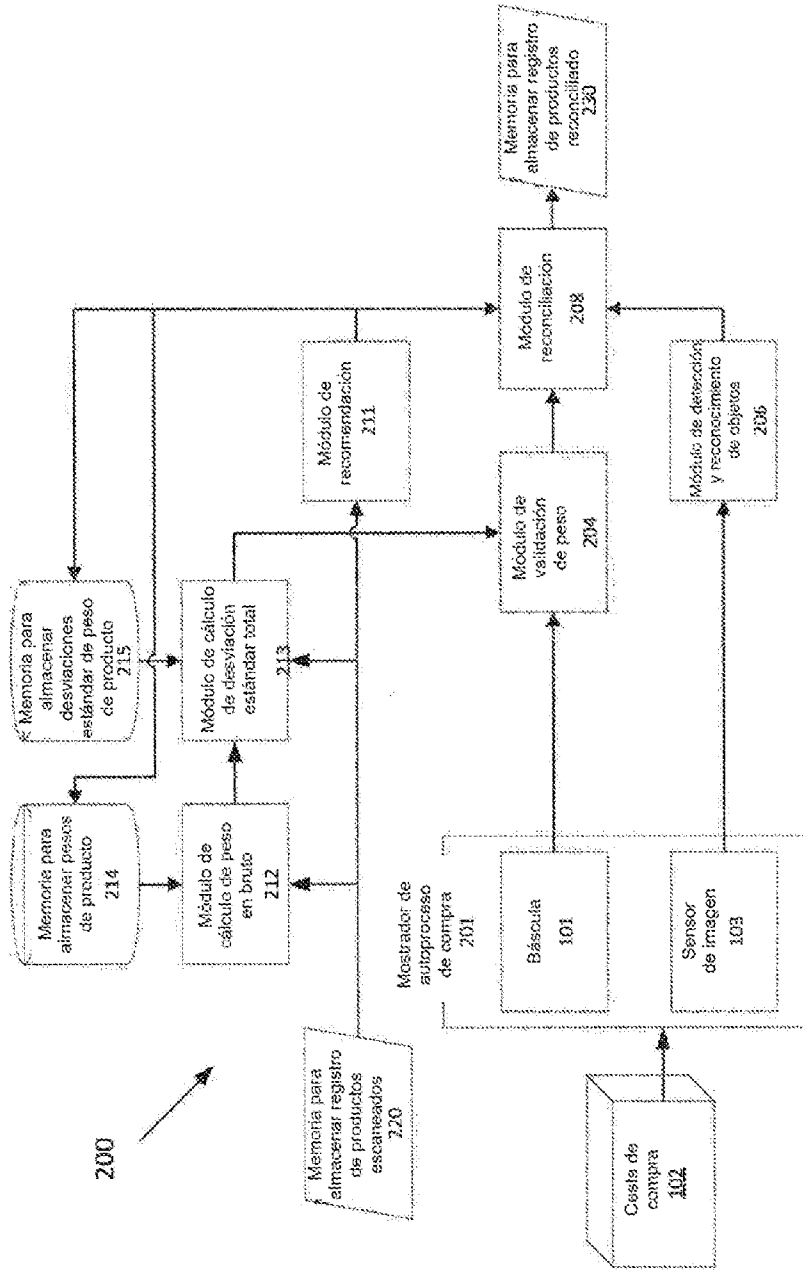 200
Memoria para
almacenar pesos
de producto
214
Memoria para
almacenar
desviaciones
estándar de peso
de producto
215
Módulo de
cálculo de peso
en bruto
212
Módulo de cálculo
de desviación
estándar total
213
Memoria para
almacenar registro
de productos
escaneados
220
Módulo de
recomendación
211
Mostrador de
autoproceso
de compra
201
Báscula
101
Módulo de
validación
de peso
204
Módulo de
reconciliación
208
Memoria para
almacenar registro
de productos
reconciliado
230
Cesta de
compra
102
Sensor
de imagen
103
Módulo de detección
y reconocimiento
de objetos
206